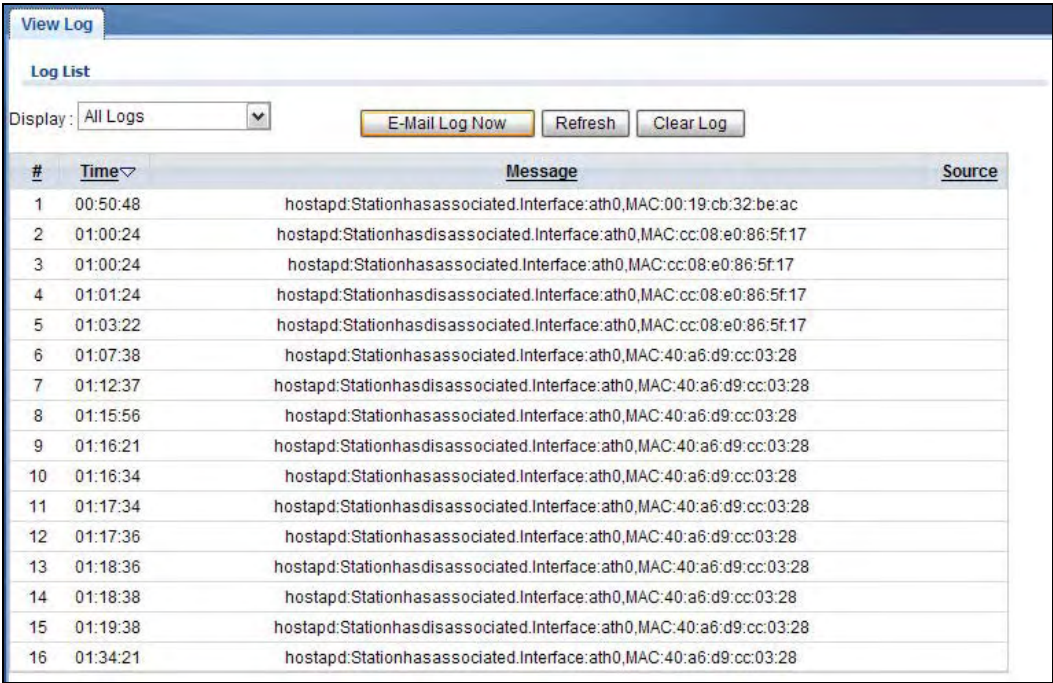 View Log
Log List
Display : All Logs E-Mail Log Now Refresh Clear Log
# Time Message Source
1 00:50:48 hostapd:Stationhasassociated.Interface:ath0,MAC:00:19:cb:32:be:ac
2 01:00:24 hostapd:Stationhasdisassociated.Interface:ath0,MAC:cc:08:e0:86:5f:17
3 01:00:24 hostapd:Stationhasassociated.Interface:ath0,MAC:cc:08:e0:86:5f:17
4 01:01:24 hostapd:Stationhasdisassociated.Interface:ath0,MAC:cc:08:e0:86:5f:17
5 01:03:22 hostapd:Stationhasdisassociated.Interface:ath0,MAC:cc:08:e0:86:5f:17
6 01:07:38 hostapd:Stationhasassociated.Interface:ath0,MAC:40:a6:d9:cc:03:28
7 01:12:37 hostapd:Stationhasdisassociated.Interface:ath0,MAC:40:a6:d9:cc:03:28
8 01:15:56 hostapd:Stationhasassociated.Interface:ath0,MAC:40:a6:d9:cc:03:28
9 01:16:21 hostapd:Stationhasdisassociated.Interface:ath0,MAC:40:a6:d9:cc:03:28
10 01:16:34 hostapd:Stationhasassociated.Interface:ath0,MAC:40:a6:d9:cc:03:28
11 01:17:34 hostapd:Stationhasdisassociated.Interface:ath0,MAC:40:a6:d9:cc:03:28
12 01:17:36 hostapd:Stationhasassociated.Interface:ath0,MAC:40:a6:d9:cc:03:28
13 01:18:36 hostapd:Stationhasdisassociated.Interface:ath0,MAC:40:a6:d9:cc:03:28
14 01:18:38 hostapd:Stationhasassociated.Interface:ath0,MAC:40:a6:d9:cc:03:28
15 01:19:38 hostapd:Stationhasdisassociated.Interface:ath0,MAC:40:a6:d9:cc:03:28
16 01:34:21 hostapd:Stationhasassociated.Interface:ath0,MAC:40:a6:d9:cc:03:28